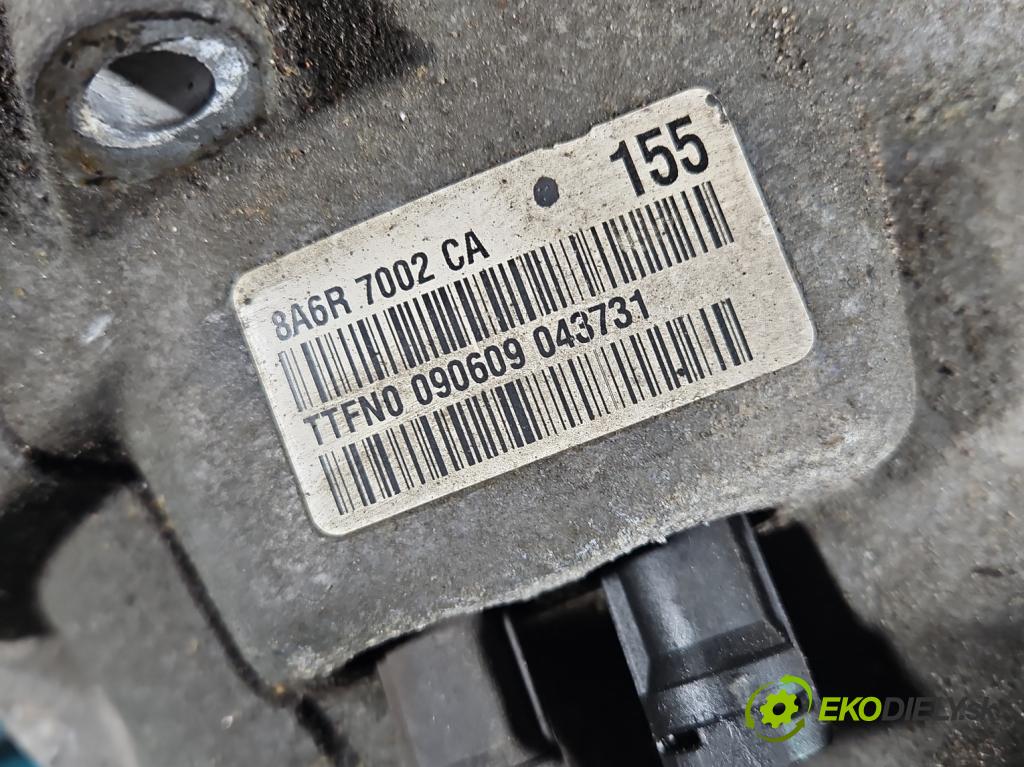 155
8A6R 7002 CA
TTFN0 090609 043731
EKODIELY.sk